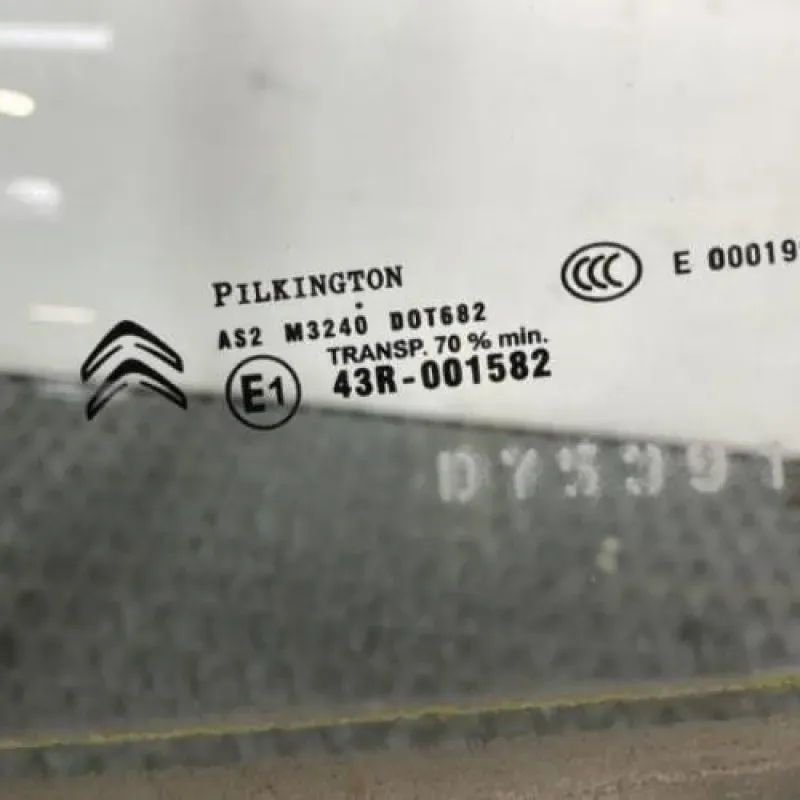 PILKINGTON
AS2 M3240 DOT682
TRANSP. 70 % min.
E1 43R-001582
CCC E 00019